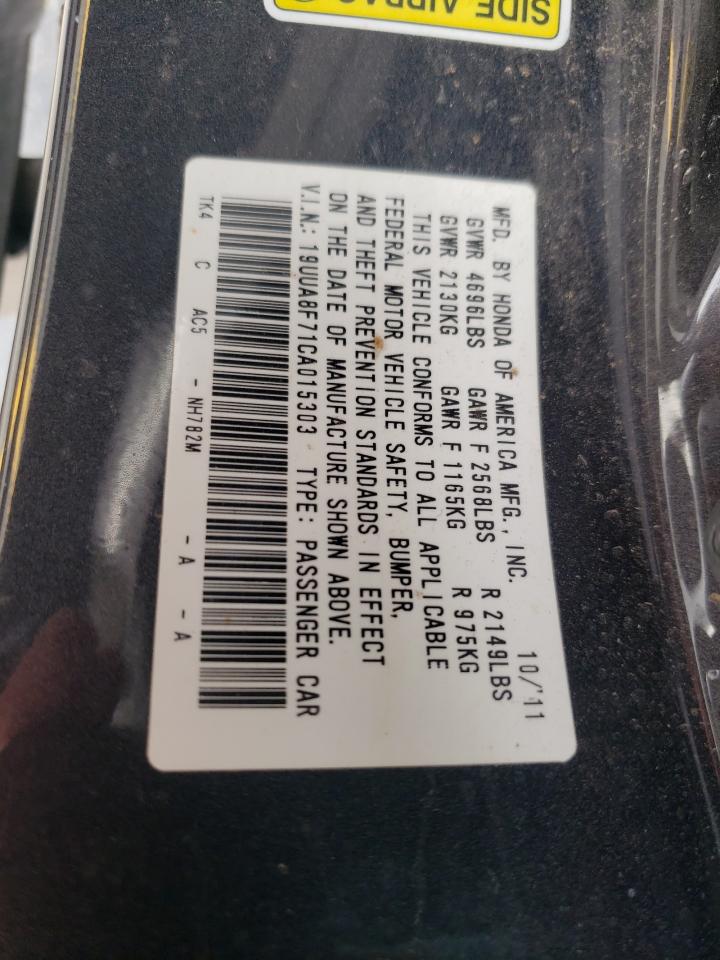 SIDE AIRBAG
MFD. BY HONDA OF AMERICA MFG., INC. 10/'11
GVWR 4696LBS GAWR F 2568LBS R 2149LBS
GVWR 2130KG GAWR F 1165KG R 975KG
THIS VEHICLE CONFORMS TO ALL APPLICABLE
FEDERAL MOTOR VEHICLE SAFETY, BUMPER,
AND THEFT PREVENTION STANDARDS IN EFFECT
ON THE DATE OF MANUFACTURE SHOWN ABOVE.
V.I.N.: 19UUA8F71CA015303 TYPE: PASSENGER CAR
TK4 C AC5 - NH782M - A - A